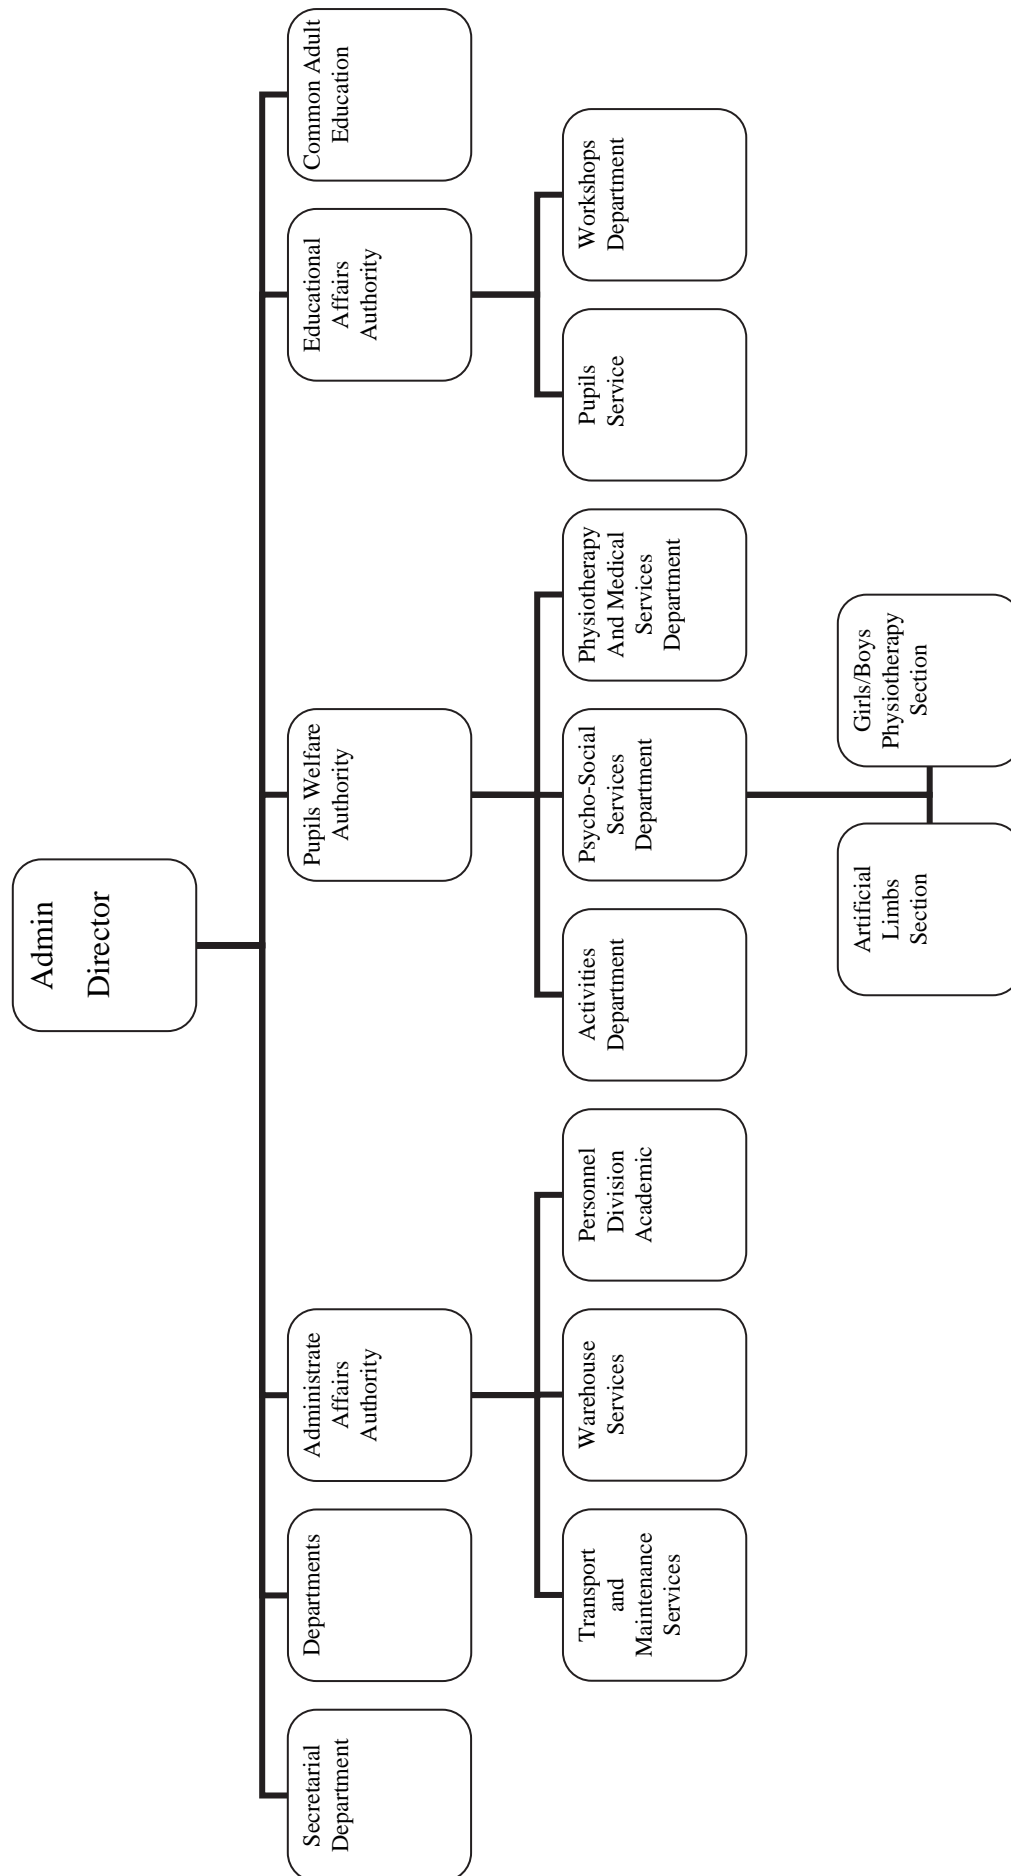 Admin
Director
Secretarial
Department
Departments
Administrate
Affairs
Authority
Pupils Welfare
Authority
Educational
Affairs
Authority
Common Adult
Education
Transport
and
Maintenance
Services
Warehouse
Services
Personnel
Division
Academic
Activities
Department
Psycho-Social
Services
Department
Physiotherapy
And Medical
Services
Department
Pupils
Service
Workshops
Department
Artificial
Limbs
Section
Girls/Boys
Physiotherapy
Section